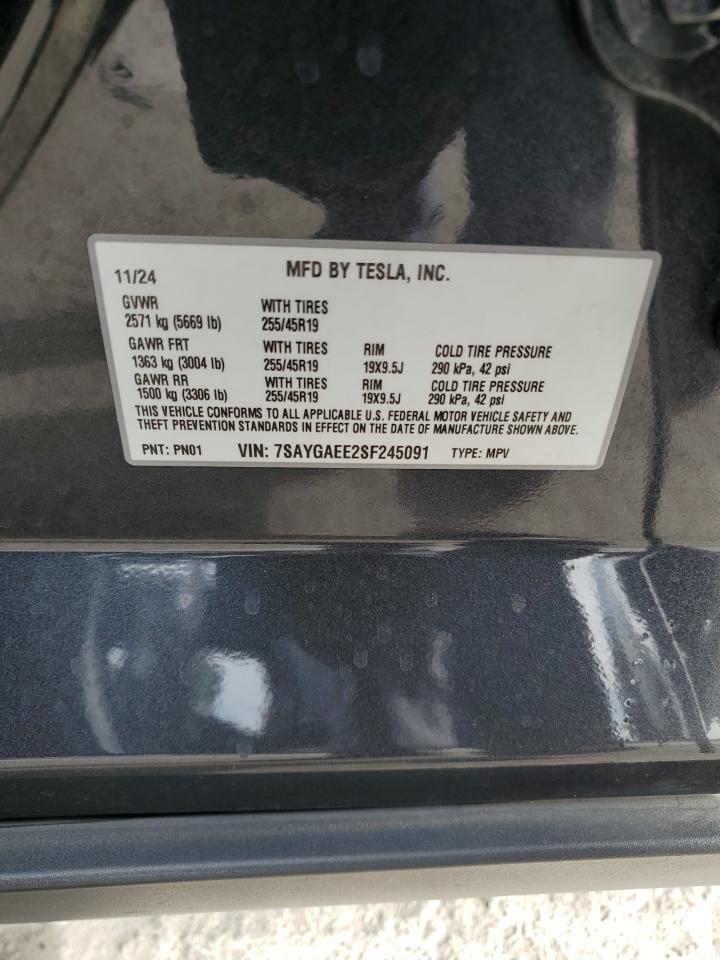 11/24 MFD BY TESLA, INC.
GVWR WITH TIRES
2571 kg (5669 lb) 255/45R19
GAWR FRT WITH TIRES RIM COLD TIRE PRESSURE
1363 kg (3004 lb) 255/45R19 19X9.5J 290 kPa, 42 psi
GAWR RR WITH TIRES RIM COLD TIRE PRESSURE
1500 kg (3306 lb) 255/45R19 19X9.5J 290 kPa, 42 psi
THIS VEHICLE CONFORMS TO ALL APPLICABLE U.S. FEDERAL MOTOR VEHICLE SAFETY AND
THEFT PREVENTION STANDARDS IN EFFECT ON THE DATE OF MANUFACTURE SHOWN ABOVE.
PNT: PN01 VIN: 7SAYGAEE2SF245091 TYPE: MPV